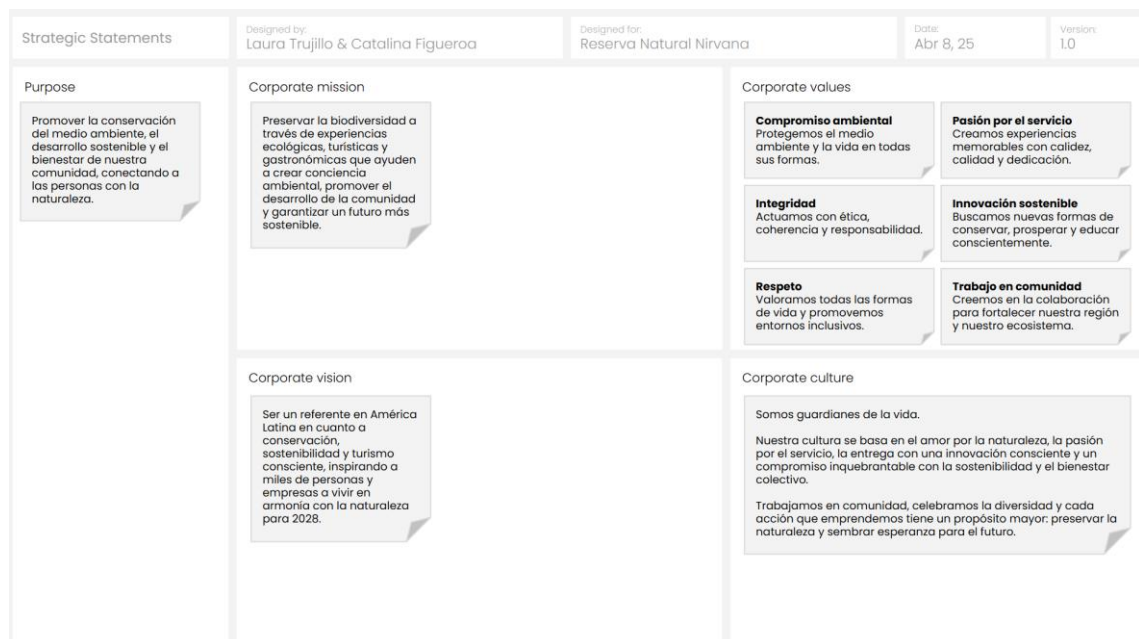 Strategic Statements
Designed by:
Laura Trujillo & Catalina Figueroa
Designed for:
Reserva Natural Nirvana
Date:
Abr 8, 25
Version:
1.0
Purpose
Promover la conservación
del medio ambiente, el
desarrollo sostenible y el
bienestar de nuestra
comunidad, conectando a
las personas con la
naturaleza.
Corporate mission
Preservar la biodiversidad a
través de experiencias
ecológicas, turísticas y
gastronómicas que ayuden
a crear conciencia
ambiental, promover el
desarrollo de la comunidad
y garantizar un futuro más
sostenible.
Corporate values
Compromiso ambiental
Protegemos el medio
ambiente y la vida en todas
sus formas.
Pasión por el servicio
Creamos experiencias
memorables con calidez,
calidad y dedicación.
Integridad
Actuamos con ética,
coherencia y responsabilidad.
Innovación sostenible
Buscamos nuevas formas de
conservar, prosperar y educar
conscientemente.
Respeto
Valoramos todas las formas
de vida y promovemos
entornos inclusivos.
Trabajo en comunidad
Creemos en la colaboración
para fortalecer nuestra región
y nuestro ecosistema.
Corporate vision
Ser un referente en América
Latina en cuanto a
conservación,
sostenibilidad y turismo
consciente, inspirando a
miles de personas y
empresas a vivir en
armonía con la naturaleza
para 2028.
Corporate culture
Somos guardianes de la vida.
Nuestra cultura se basa en el amor por la naturaleza, la pasión
por el servicio, la entrega con una innovación consciente y un
compromiso inquebrantable con la sostenibilidad y el bienestar
colectivo.
Trabajamos en comunidad, celebramos la diversidad y cada
acción que emprendemos tiene un propósito mayor: preservar la
naturaleza y sembrar esperanza para el futuro.